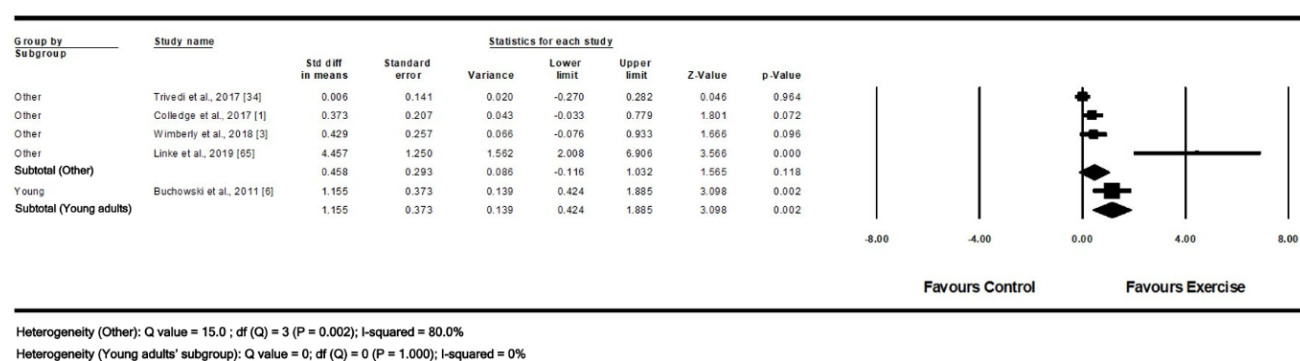 Group by Subgroup Study name Statistics for each study
Std diff in means Standard error Variance Lower limit Upper limit Z-Value p-Value
Other Trivedi et al., 2017 [34] 0.006 0.141 0.020 -0.270 0.282 0.046 0.964
Other Colledge et al., 2017 [1] 0.373 0.207 0.043 -0.033 0.779 1.801 0.072
Other Wimberly et al., 2018 [3] 0.429 0.257 0.066 -0.076 0.933 1.666 0.096
Other Linke et al., 2019 [65] 4.457 1.250 1.562 2.008 6.906 3.566 0.000
Subtotal (Other) 0.458 0.293 0.086 -0.116 1.032 1.565 0.118
Young Buchowski et al., 2011 [6] 1.155 0.373 0.139 0.424 1.885 3.098 0.002
Subtotal (Young adults) 1.155 0.373 0.139 0.424 1.885 3.098 0.002
-8.00 -4.00 0.00 4.00 8.00
Favours Control Favours Exercise
Heterogeneity (Other): Q value = 15.0 ; df (Q) = 3 (P = 0.002); I-squared = 80.0%
Heterogeneity (Young adults' subgroup): Q value = 0; df (Q) = 0 (P = 1.000); I-squared = 0%